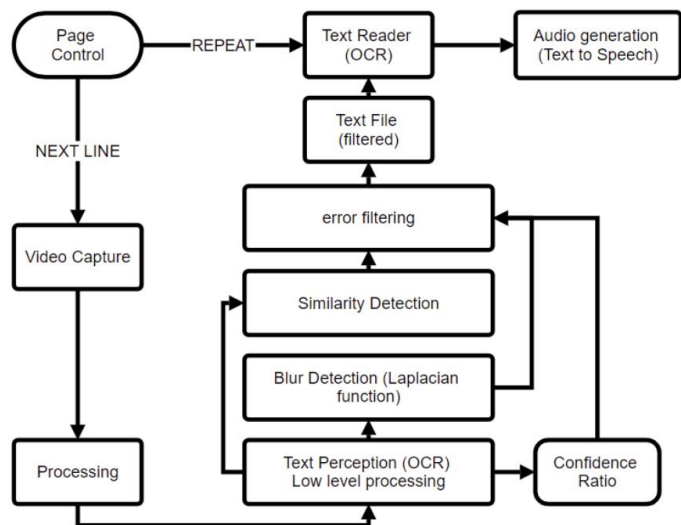 Page
Control
REPEAT
Text Reader
(OCR)
Audio generation
(Text to Speech)
Text File
(filtered)
NEXT LINE
error filtering
Video Capture
Similarity Detection
Blur Detection (Laplacian
function)
Processing
Text Perception (OCR)
Low level processing
Confidence
Ratio